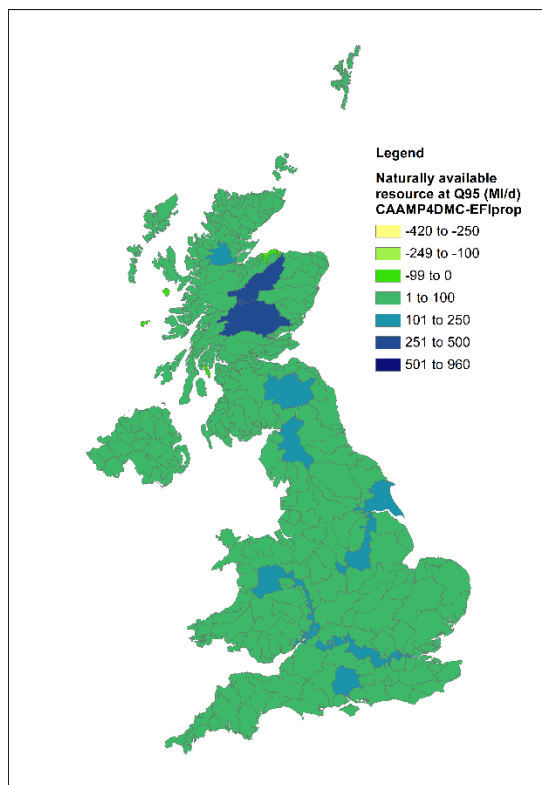 Legend
Naturally available
resource at Q95 (Ml/d)
CAAMP4DMC-EFIprop
-420 to -250
-249 to -100
-99 to 0
1 to 100
101 to 250
251 to 500
501 to 960